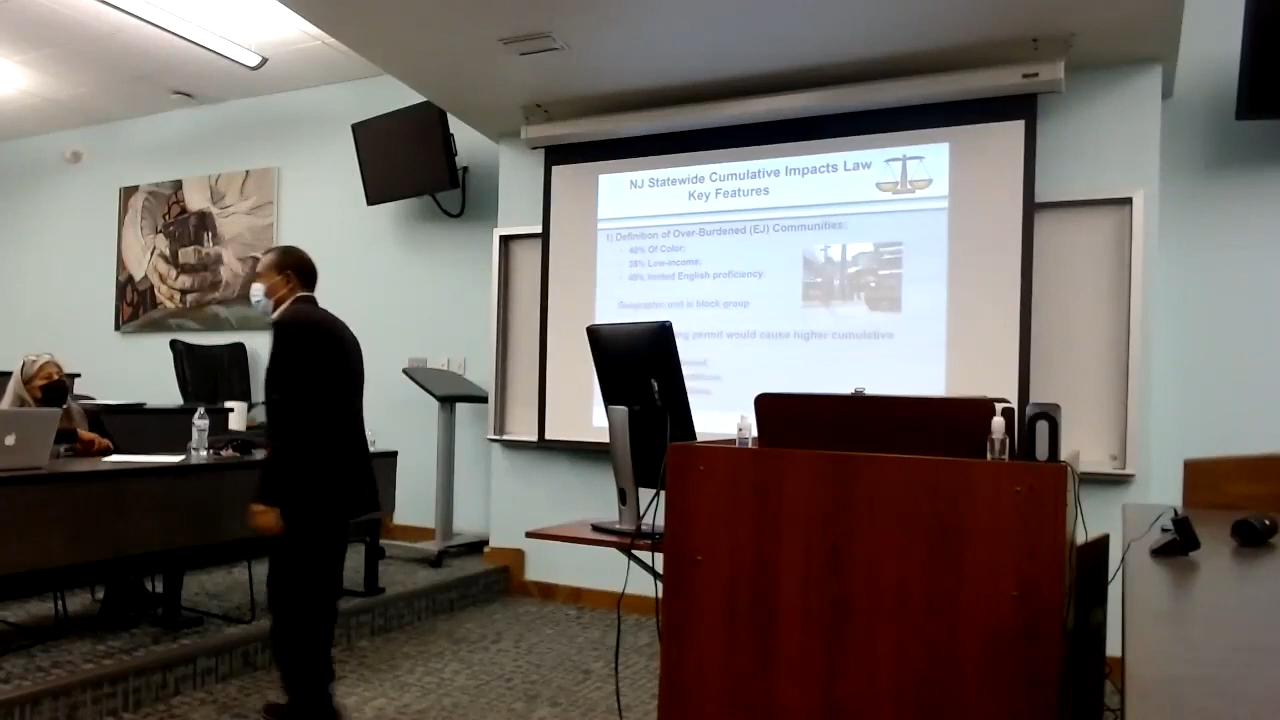 NJ Statewide Cumulative Impacts Law
Key Features
1) Definition of Over-Burdened (EJ) Communities:
40% Of Color;
35% Low-income;
40% limited English proficiency
Geographic unit is block group
permit would cause higher cumulative